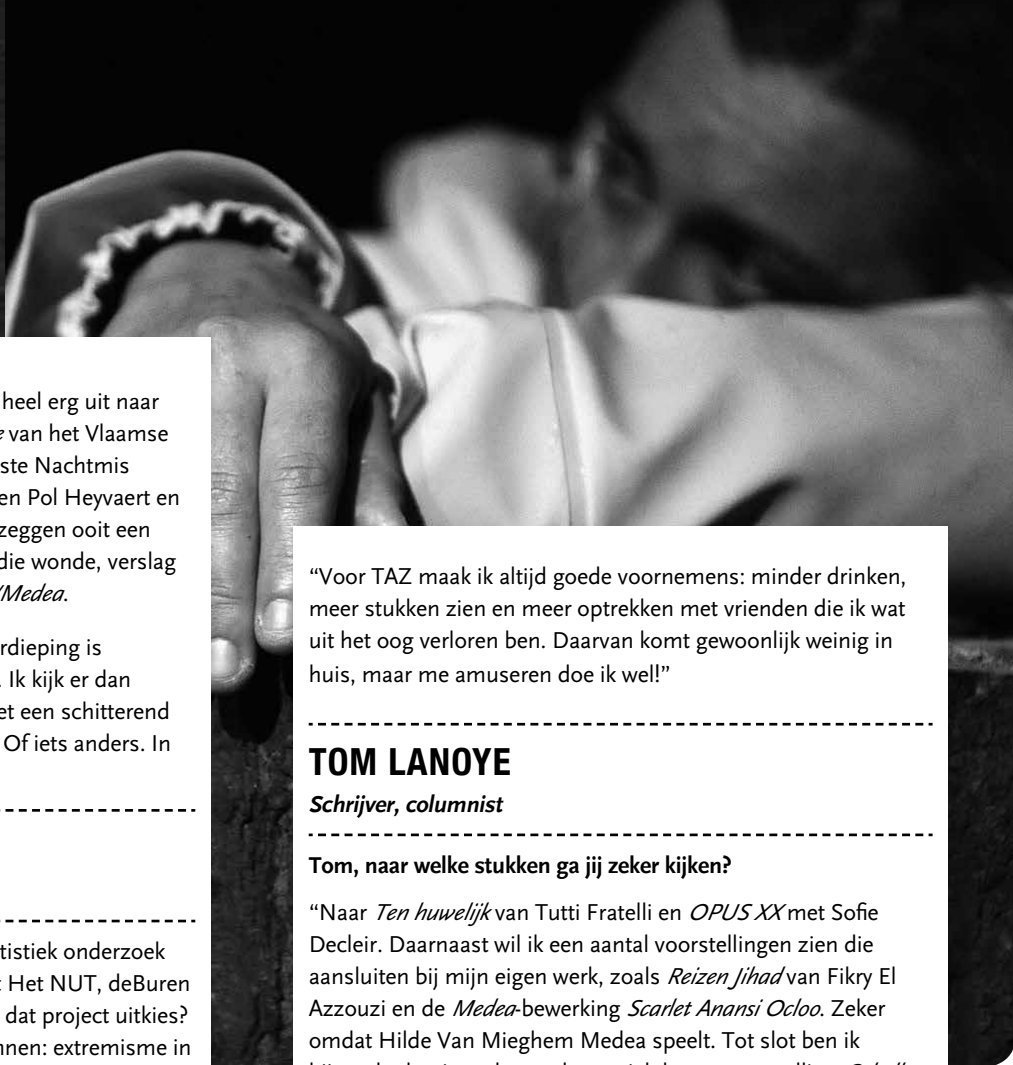 heel erg uit naar
van het Vlaamse
ste Nachtmis
en Pol Heyvaert en
zeggen ooit een
die wonde, verslag
Medea.
rdieping is
Ik kijk er dan
et een schitterend
Of iets anders. In
tistiek onderzoek
Het NUT, deBuren
dat project uitkies?
nnen: extremisme in
“Voor TAZ maak ik altijd goede voornemens: minder drinken,
meer stukken zien en meer optrekken met vrienden die ik wat
uit het oog verloren ben. Daarvan komt gewoonlijk weinig in
huis, maar me amuseren doe ik wel!”
TOM LANOYE
Schrijver, columnist
Tom, naar welke stukken ga jij zeker kijken?
“Naar Ten huwelijk van Tutti Fratelli en OPUS XX met Sofie
Decleir. Daarnaast wil ik een aantal voorstellingen zien die
aansluiten bij mijn eigen werk, zoals Reizen Jihad van Fikry El
Azzouzi en de Medea-bewerking Scarlet Anansi Ocloo. Zeker
omdat Hilde Van Mieghem Medea speelt. Tot slot ben ik